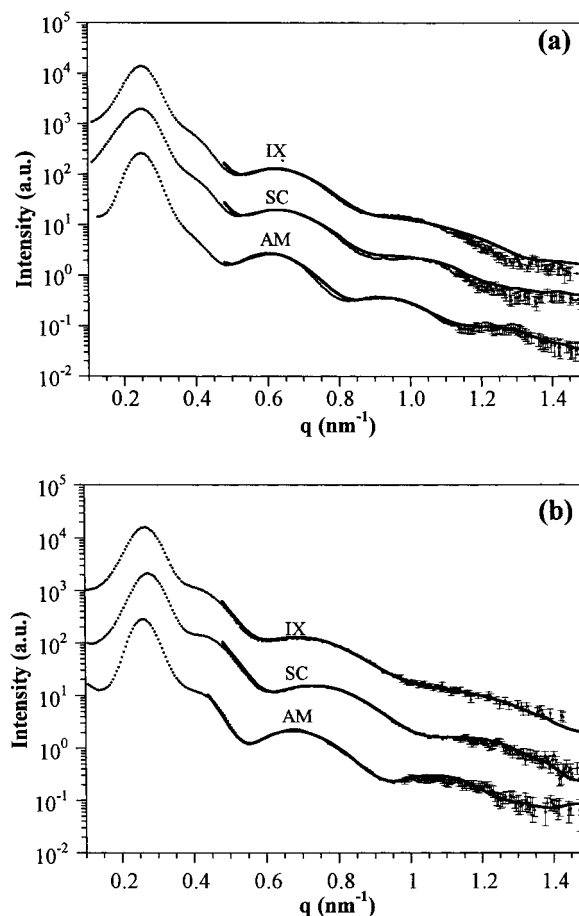 (a)
10^5
10^4
10^3
10^2
10^1
10^0
10^-1
10^-2
Intensity (a.u.)
IX
SC
AM
0.2 0.4 0.6 0.8 1.0 1.2 1.4
q (nm^-1)
(b)
10^5
10^4
10^3
10^2
10^1
10^0
10^-1
10^-2
Intensity (a.u.)
IX
SC
AM
0.2 0.4 0.6 0.8 1 1.2 1.4
q (nm^-1)